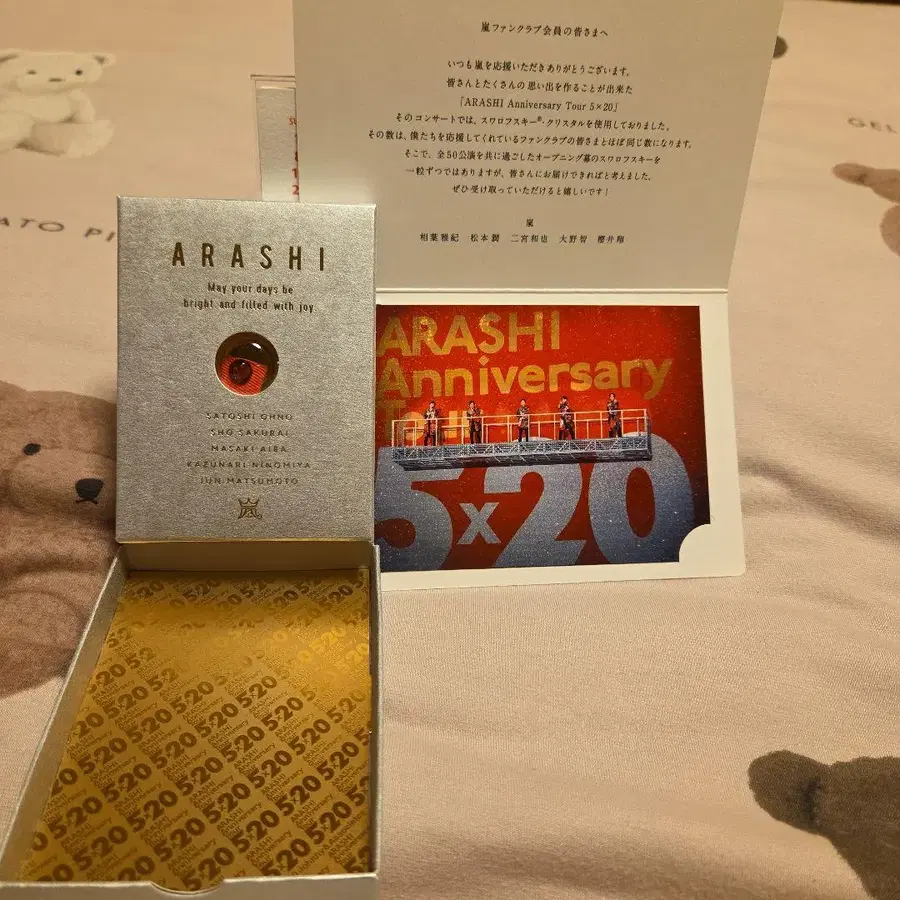 嵐ファンクラブ会員の皆さまへ
いつも嵐を応援いただきありがとうございます。
皆さんとたくさんの思い出を作ることが出来た
「ARASHI Anniversary Tour 5×20」
そのコンサートでは、スワロフスキー®・クリスタルを使用しておりました。
その数は、僕たちを応援してくれているファンクラブの皆さまとほぼ同じ数になります。
そこで、全50公演を共に過ごしたオープニング幕のスワロフスキーを
一粒ずつではありますが、皆さんにお届けできればと考えました。
ぜひ受け取っていただけると嬉しいです！
嵐
相葉雅紀 松本潤 二宮和也 大野智 櫻井翔
ARASHI
May your days be
bright and filled with joy
SATOSHI OHNO
SHO SAKURAI
MASAKI AIBA
KAZUNARI NINOMIYA
JUN MATSUMOTO
嵐
ARASHI
Anniversary
Tour
5×20
5×20
ARASHI
Anniversary
ATO PI
GEL